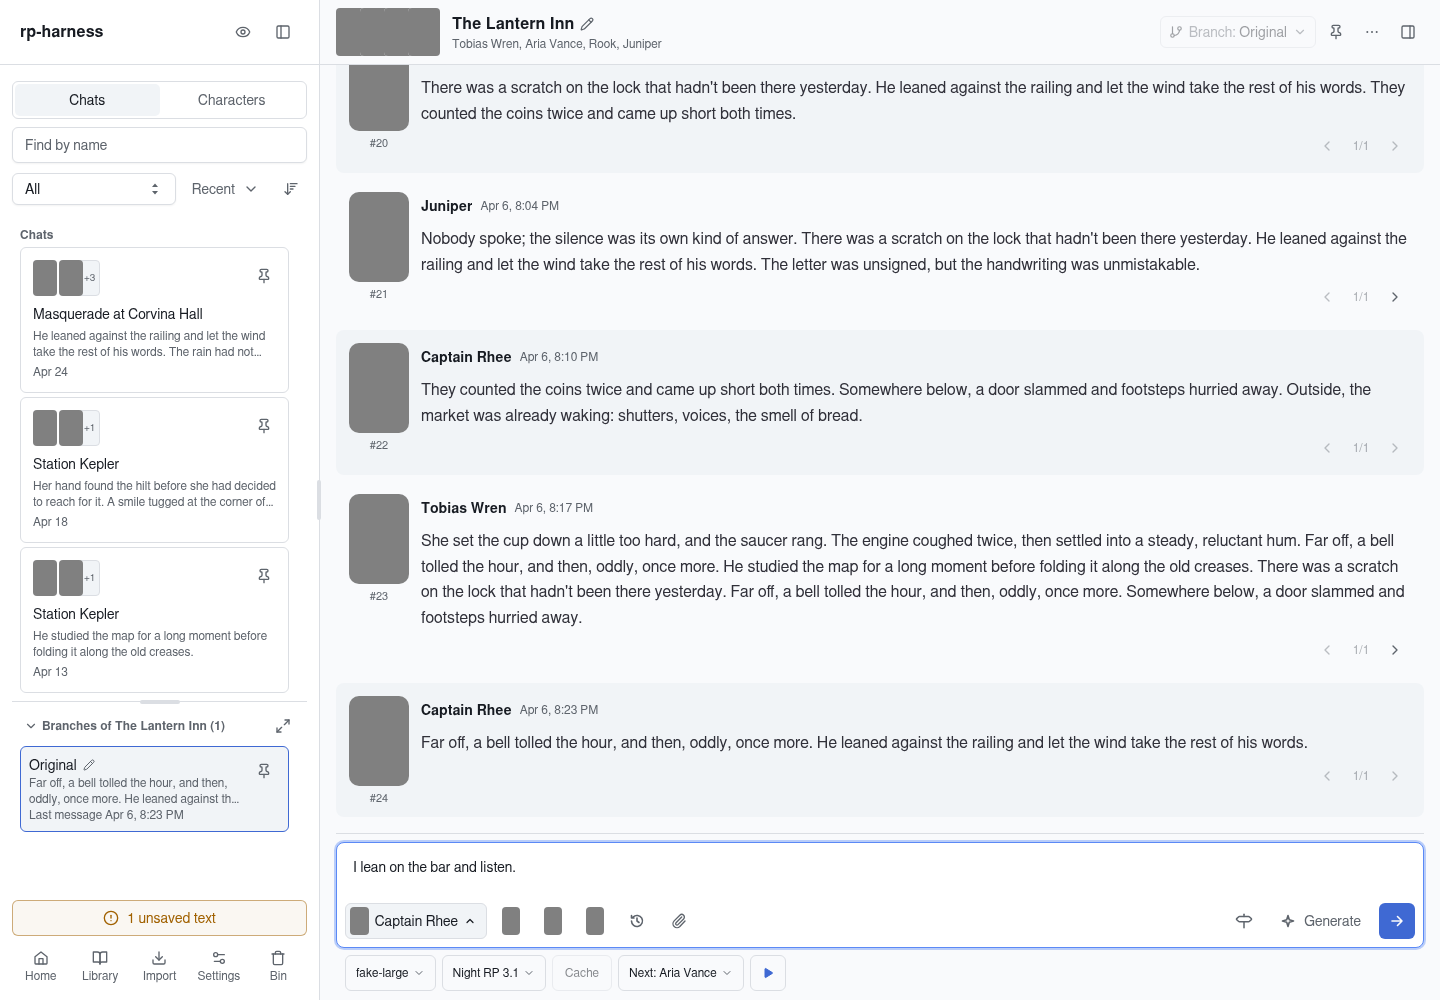 rp-harness
Chats
Characters
Find by name
All
Recent
Chats
+3
Masquerade at Corvina Hall
He leaned against the railing and let the wind
take the rest of his words. The rain had not...
Apr 24
+1
Station Kepler
Her hand found the hilt before she had decided
to reach for it. A smile tugged at the corner of...
Apr 18
+1
Station Kepler
He studied the map for a long moment before
folding it along the old creases.
Apr 13
Branches of The Lantern Inn (1)
Original
Far off, a bell tolled the hour, and then,
oddly, once more. He leaned against th...
Last message Apr 6, 8:23 PM
1 unsaved text
Home
Library
Import
Settings
Bin
The Lantern Inn
Tobias Wren, Aria Vance, Rook, Juniper
Branch: Original
There was a scratch on the lock that hadn't been there yesterday. He leaned against the railing and let the wind take the rest of his words. They
counted the coins twice and came up short both times.
#20
1/1
Juniper Apr 6, 8:04 PM
Nobody spoke; the silence was its own kind of answer. There was a scratch on the lock that hadn't been there yesterday. He leaned against the
railing and let the wind take the rest of his words. The letter was unsigned, but the handwriting was unmistakable.
#21
1/1
Captain Rhee Apr 6, 8:10 PM
They counted the coins twice and came up short both times. Somewhere below, a door slammed and footsteps hurried away. Outside, the
market was already waking: shutters, voices, the smell of bread.
#22
1/1
Tobias Wren Apr 6, 8:17 PM
She set the cup down a little too hard, and the saucer rang. The engine coughed twice, then settled into a steady, reluctant hum. Far off, a bell
tolled the hour, and then, oddly, once more. He studied the map for a long moment before folding it along the old creases. There was a scratch
on the lock that hadn't been there yesterday. Far off, a bell tolled the hour, and then, oddly, once more. Somewhere below, a door slammed and
footsteps hurried away.
#23
1/1
Captain Rhee Apr 6, 8:23 PM
Far off, a bell tolled the hour, and then, oddly, once more. He leaned against the railing and let the wind take the rest of his words.
#24
1/1
I lean on the bar and listen.
Captain Rhee
Generate
fake-large
Night RP 3.1
Cache
Next: Aria Vance